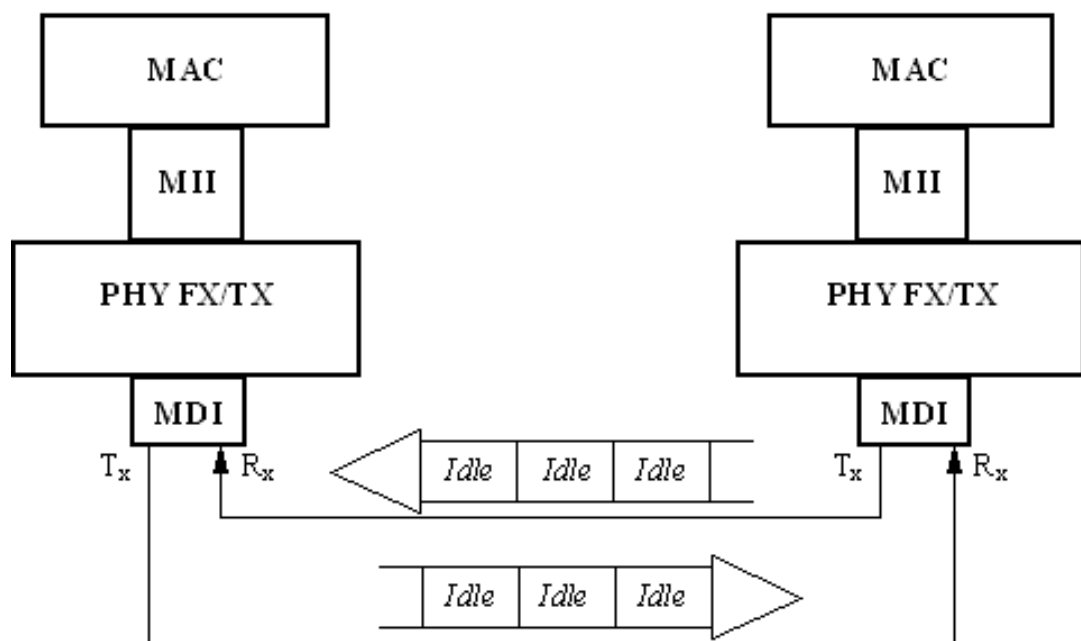 MAC MAC
MII MII
PHY FX/TX PHY FX/TX
MDI MDI
Tx Rx Idle Idle Idle Tx Rx
Idle Idle Idle